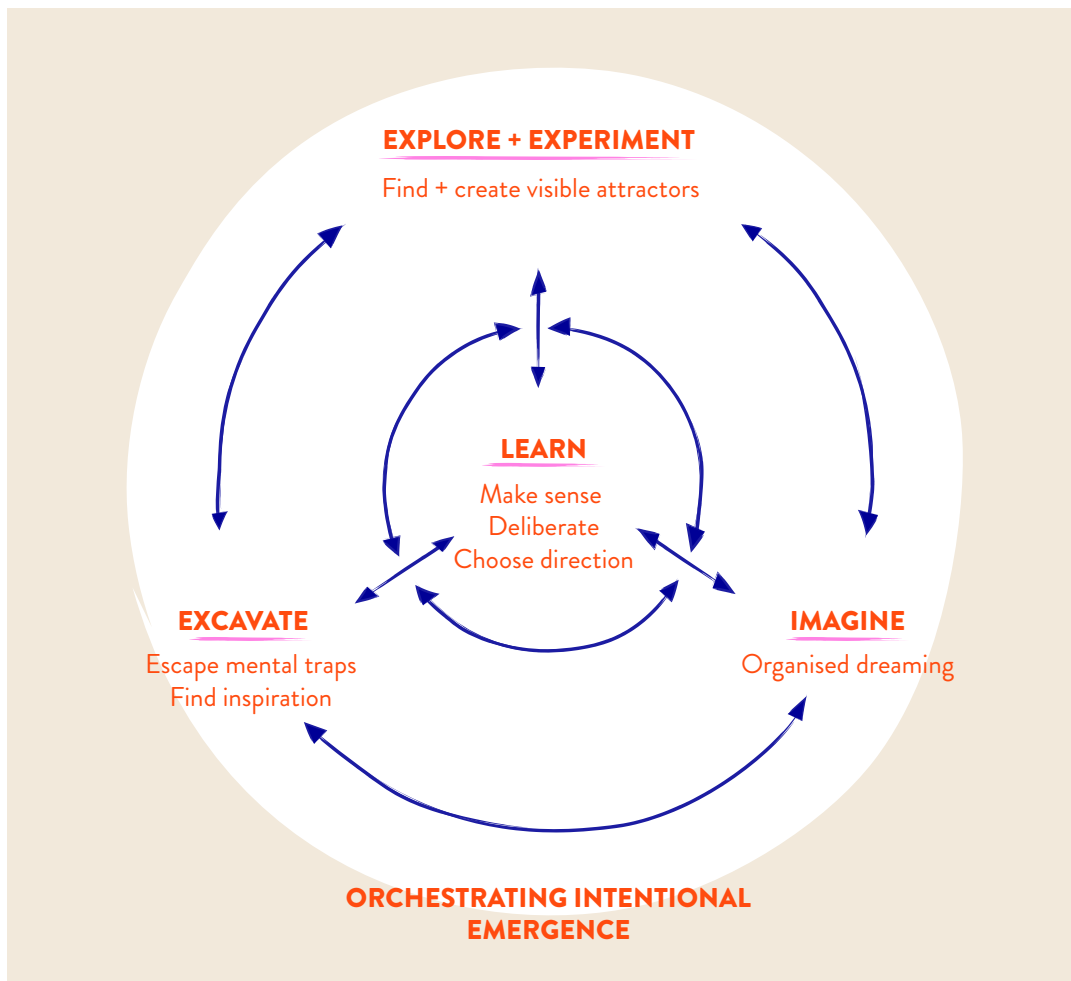 EXPLORE + EXPERIMENT
Find + create visible attractors
LEARN
Make sense
Deliberate
Choose direction
EXCAVATE
Escape mental traps
Find inspiration
IMAGINE
Organised dreaming
ORCHESTRATING INTENTIONAL
EMERGENCE